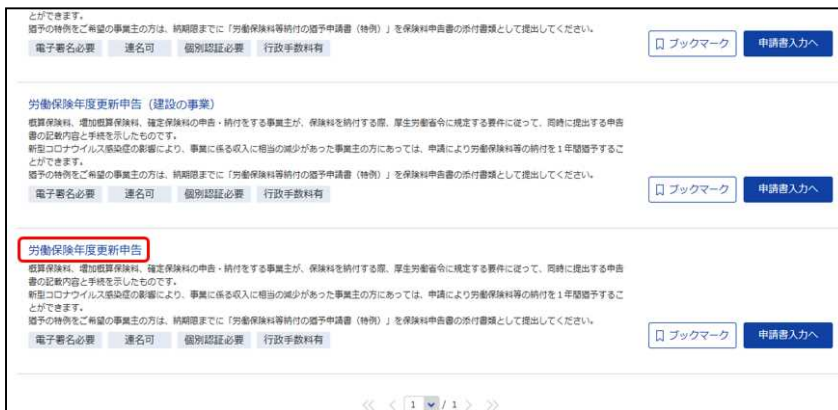 とができます。
猶予の特例をご希望の事業主の方は、納期限までに「労働保険料等納付の猶予申請書（特例）」を保険料申告書の添付書類として提出してください。
電子署名必要 連名可 個別認証必要 行政手数料有
ブックマーク 申請書入力へ
労働保険年度更新申告（建設の事業）
概算保険料、増加概算保険料、確定保険料の申告・納付をする事業主が、保険料を納付する際、厚生労働省令に規定する要件に従って、同時に提出する申告
書の記載内容と手続を示したものです。
新型コロナウイルス感染症の影響により、事業に係る収入に相当の減少があった事業主の方にあっては、申請により労働保険料等の納付を１年間猶予するこ
とができます。
猶予の特例をご希望の事業主の方は、納期限までに「労働保険料等納付の猶予申請書（特例）」を保険料申告書の添付書類として提出してください。
電子署名必要 連名可 個別認証必要 行政手数料有
ブックマーク 申請書入力へ
労働保険年度更新申告
概算保険料、増加概算保険料、確定保険料の申告・納付をする事業主が、保険料を納付する際、厚生労働省令に規定する要件に従って、同時に提出する申告
書の記載内容と手続を示したものです。
新型コロナウイルス感染症の影響により、事業に係る収入に相当の減少があった事業主の方にあっては、申請により労働保険料等の納付を１年間猶予するこ
とができます。
猶予の特例をご希望の事業主の方は、納期限までに「労働保険料等納付の猶予申請書（特例）」を保険料申告書の添付書類として提出してください。
電子署名必要 連名可 個別認証必要 行政手数料有
ブックマーク 申請書入力へ
≪ < 1 / 1 > ≫